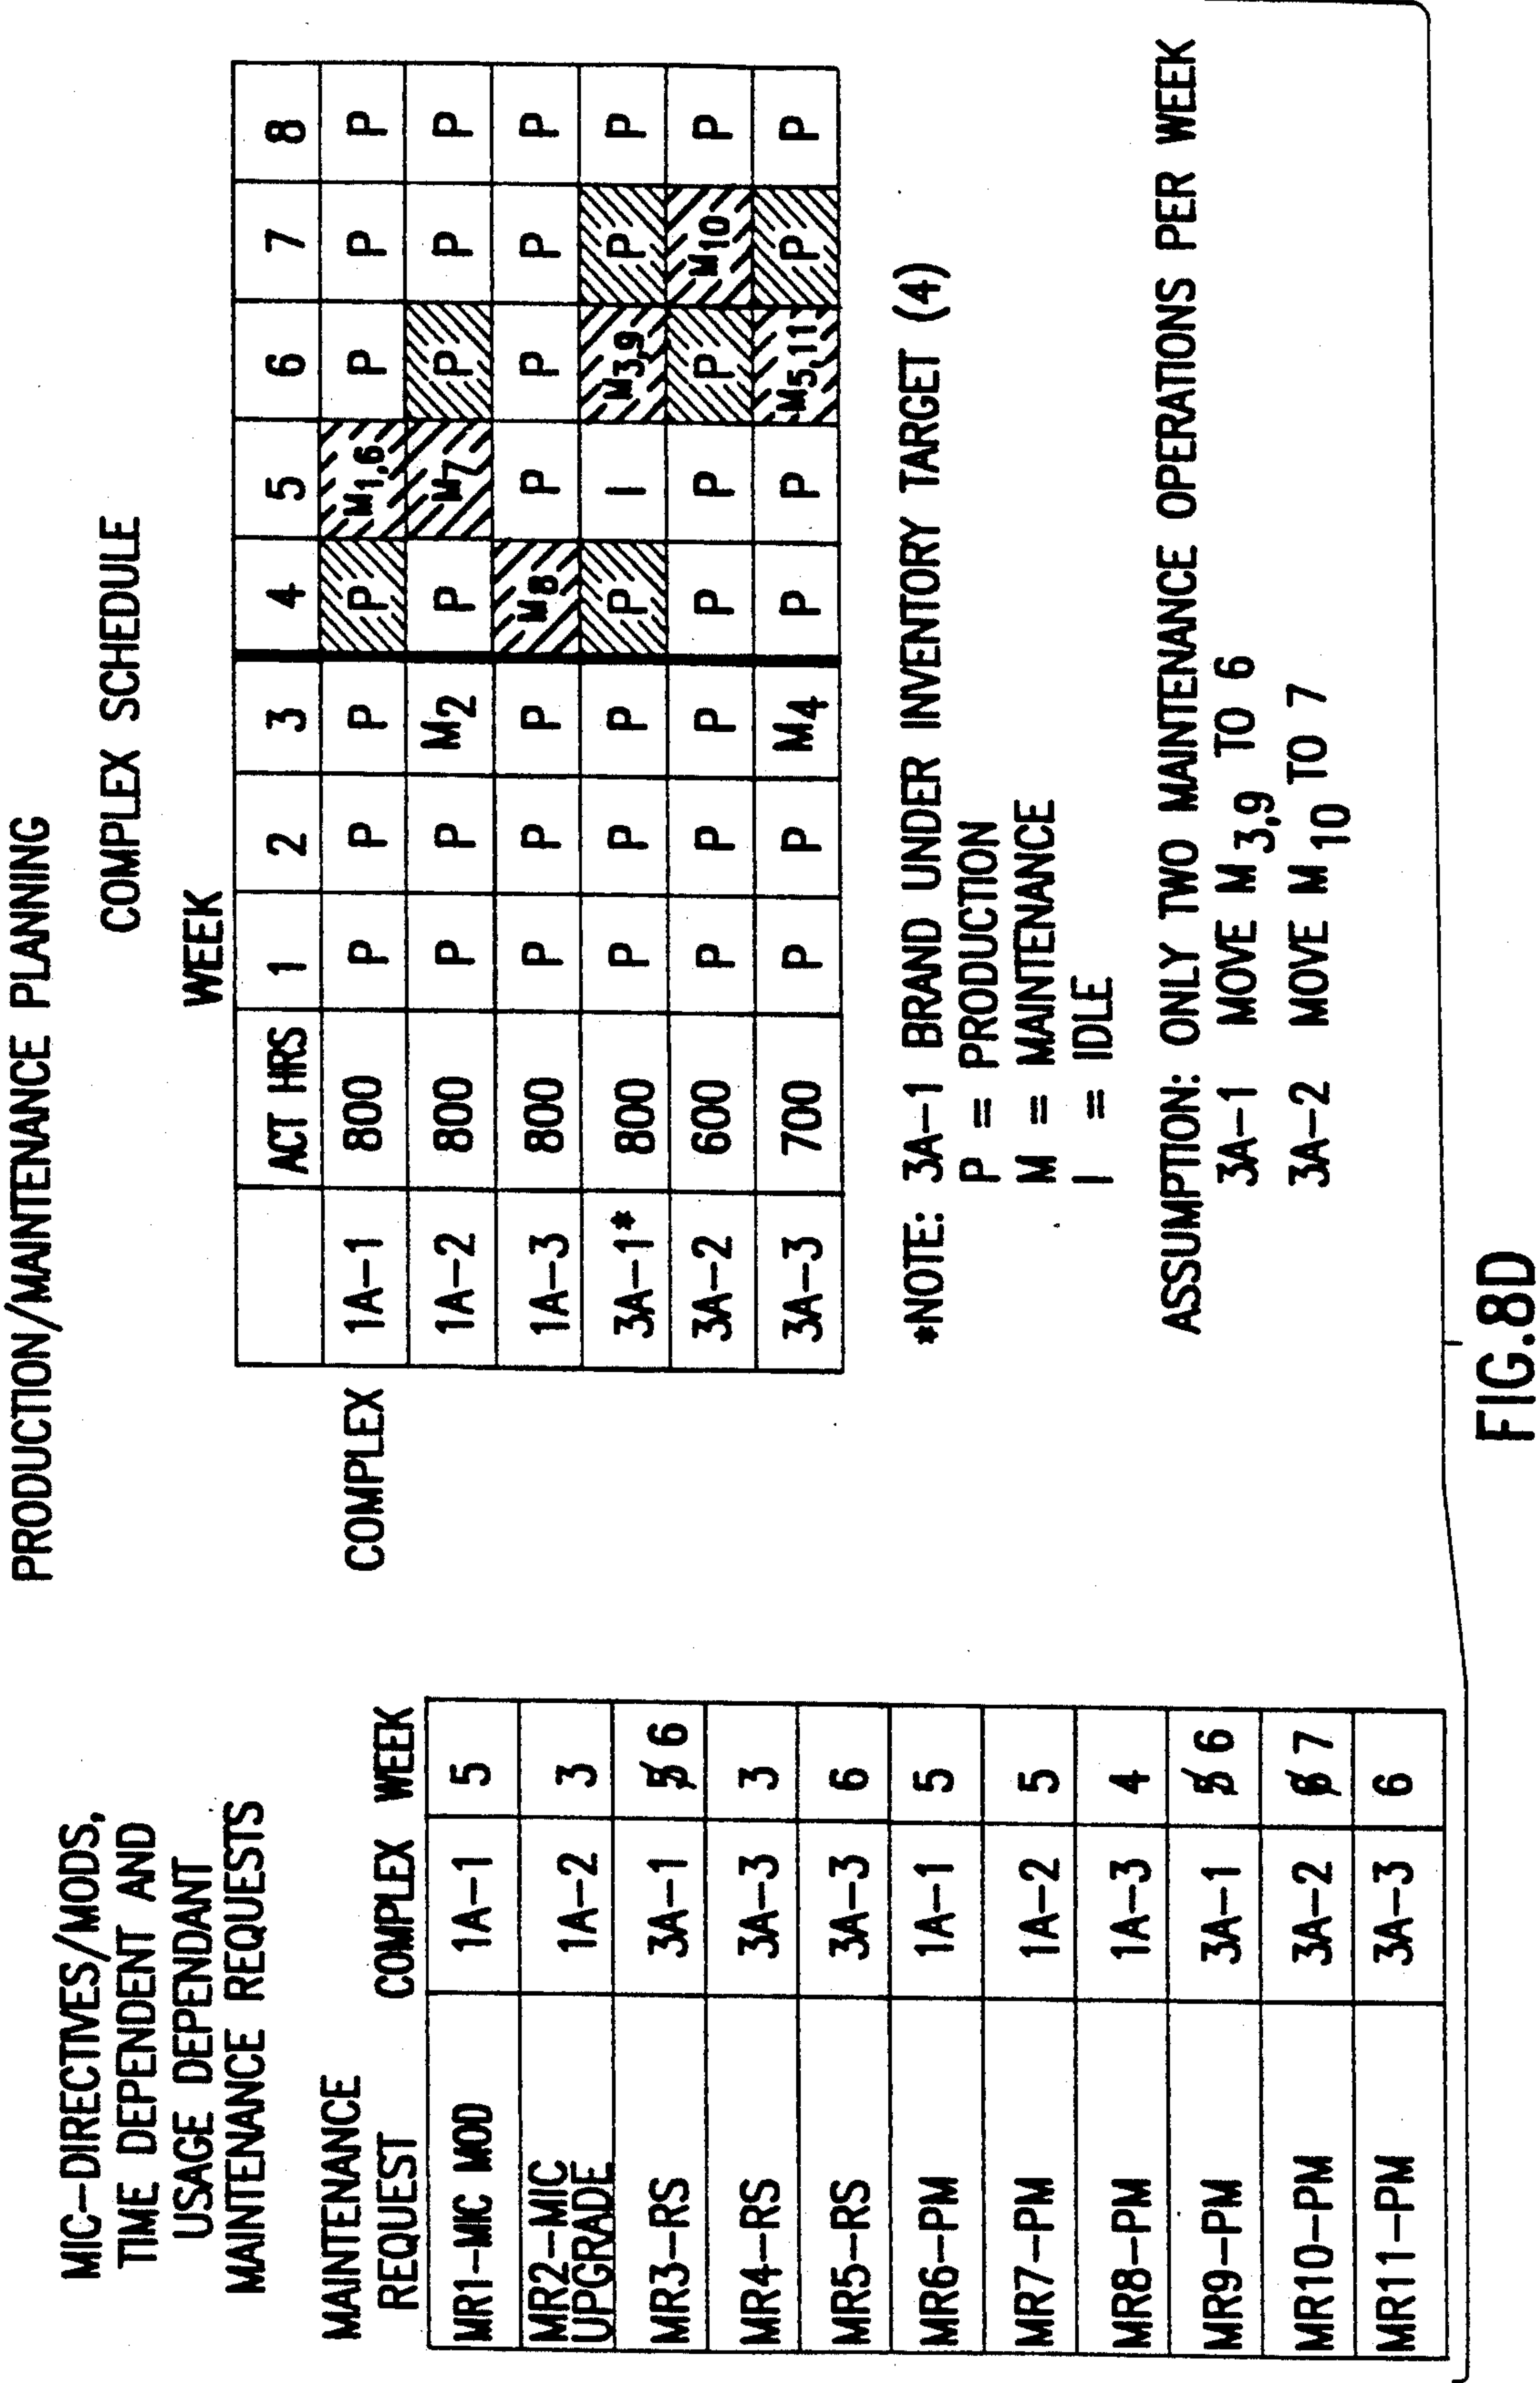 PRODUCTION/MAINTENANCE PLANNING
MIC-DIRECTIVES/MODS,
TIME DEPENDENT AND
USAGE DEPENDANT
MAINTENANCE REQUESTS
MAINTENANCE
REQUEST COMPLEX WEEK
MR1-MIC MOD 1A-1 5
MR2-MIC
UPGRADE 1A-2 3
MR3-RS 3A-1 5 6
MR4-RS 3A-3 3
MR5-RS 3A-3 6
MR6-PM 1A-1 5
MR7-PM 1A-2 5
MR8-PM 1A-3 4
MR9-PM 3A-1 5 6
MR10-PM 3A-2 6 7
MR11-PM 3A-3 6
COMPLEX SCHEDULE
WEEK
ACT HRS 1 2 3 4 5 6 7 8
COMPLEX 1A-1 800 P P P P M1,6 P P P
1A-2 800 P P M2 P M7 P P P
1A-3 800 P P P M8 P P P P
3A-1* 800 P P P P I M3,9 P P
3A-2 600 P P P P P P M10 P
3A-3 700 P P M4 P P M5,11 P P
*NOTE: 3A-1 BRAND UNDER INVENTORY TARGET (4)
P = PRODUCTION
M = MAINTENANCE
I = IDLE
ASSUMPTION: ONLY TWO MAINTENANCE OPERATIONS PER WEEK
3A-1 MOVE M 3,9 TO 6
3A-2 MOVE M 10 TO 7
FIG.8D